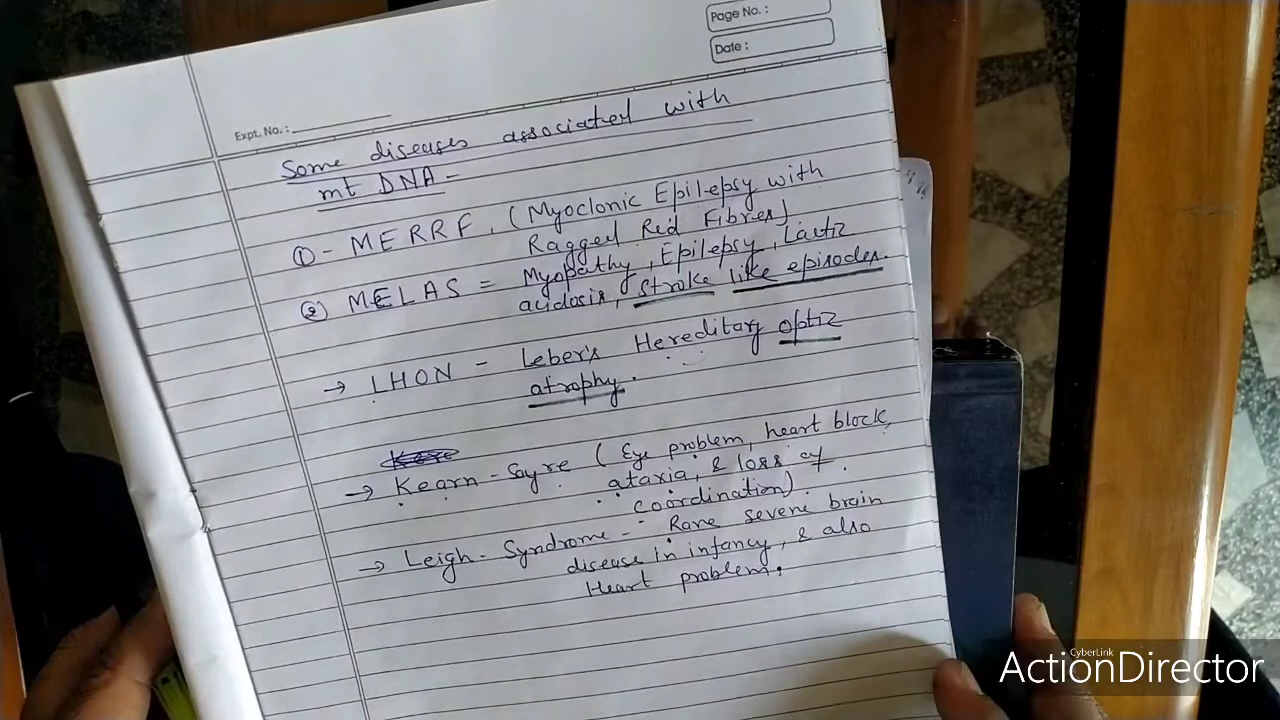 Page No. :
Date :
Expt. No. :
Some diseases associated with
mt DNA -
① - MERRF, (Myoclonic Epilepsy with
Ragged Red Fibries)
② MELAS = Myopathy, Epilepsy, Lactic
acidosis, stroke like episodes.
→ LHON - Leber's Hereditary optic
atrophy.
→ Kearn - Sayre (Eye problem, heart block,
ataxia, & loss of
coordination)
→ Leigh - Syndrome - Rare severe brain
disease in infancy, & also
Heart problem.
CyberLink
ActionDirector